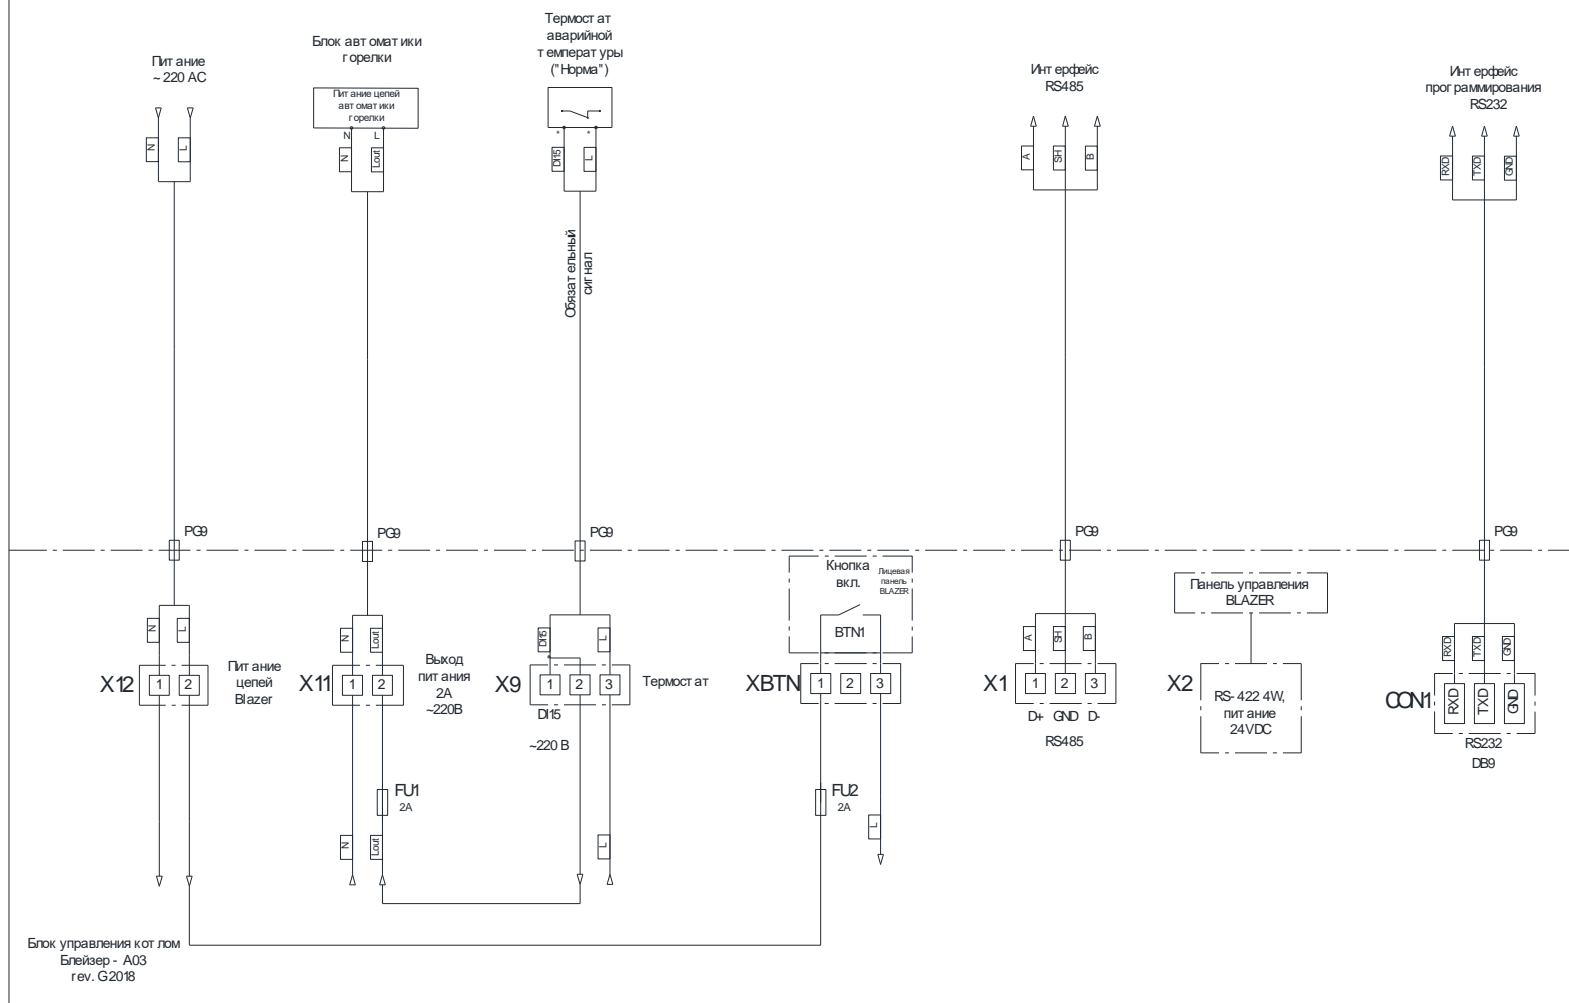 Питание
~ 220 AC
Блок автоматики
горелки
Питание цепей
автоматики
горелки
N
L
Термостат
аварийной
температуры
("Норма")
*
*
Интерфейс
RS485
Интерфейс
программирования
RS232
N
L
N
Lout
DI15
L
A
SH
B
RXD
TXD
GND
Обязательный
сигнал
PG9
PG9
PG9
PG9
PG9
Кнопка
вкл.
Лицевая
панель
BLAZER
BTN1
Панель управления
BLAZER
N
L
N
Lout
DI15
L
A
SH
B
RXD
TXD
GND
*
X12
1
2
Питание
цепей
Blazer
X11
1
2
Выход
питания
2A
~220В
X9
1
2
3
Термостат
DI15
~220 В
XBTN
1
2
3
X1
1
2
3
D+
GND
D-
RS485
X2
RS- 422 4W,
питание
24VDC
CON1
RXD
TXD
GND
RS232
DB9
FU1
2A
FU2
2A
N
Lout
L
L
Блок управления котлом
Блейзер - А03
rev. G2018